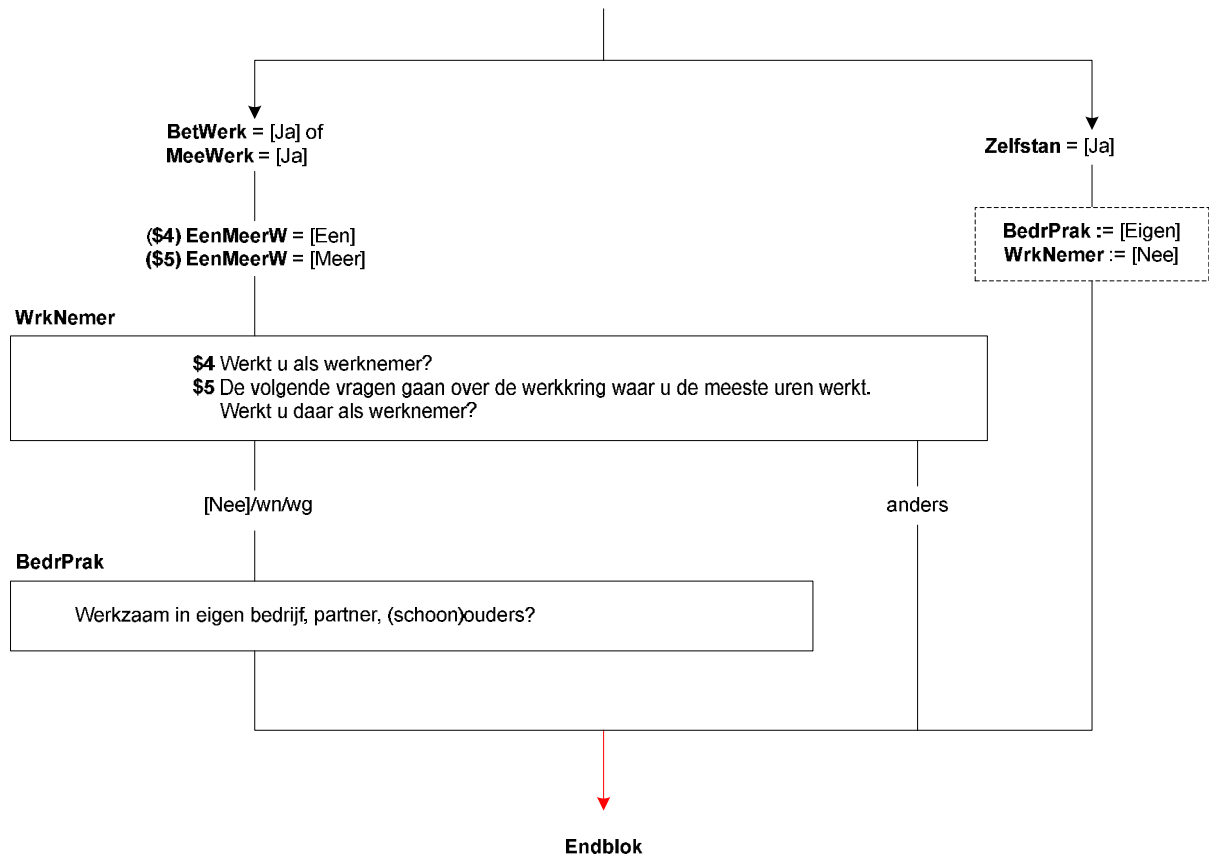 BetWerk = [Ja] of
MeeWerk = [Ja]
Zelfstan = [Ja]
($4) EenMeerW = [Een]
($5) EenMeerW = [Meer]
BedrPrak := [Eigen]
WrkNemer := [Nee]
WrkNemer
$4 Werkt u als werknemer?
$5 De volgende vragen gaan over de werkkring waar u de meeste uren werkt.
Werkt u daar als werknemer?
[Nee]/wn/wg
anders
BedrPrak
Werkzaam in eigen bedrijf, partner, (schoon)ouders?
Endblok